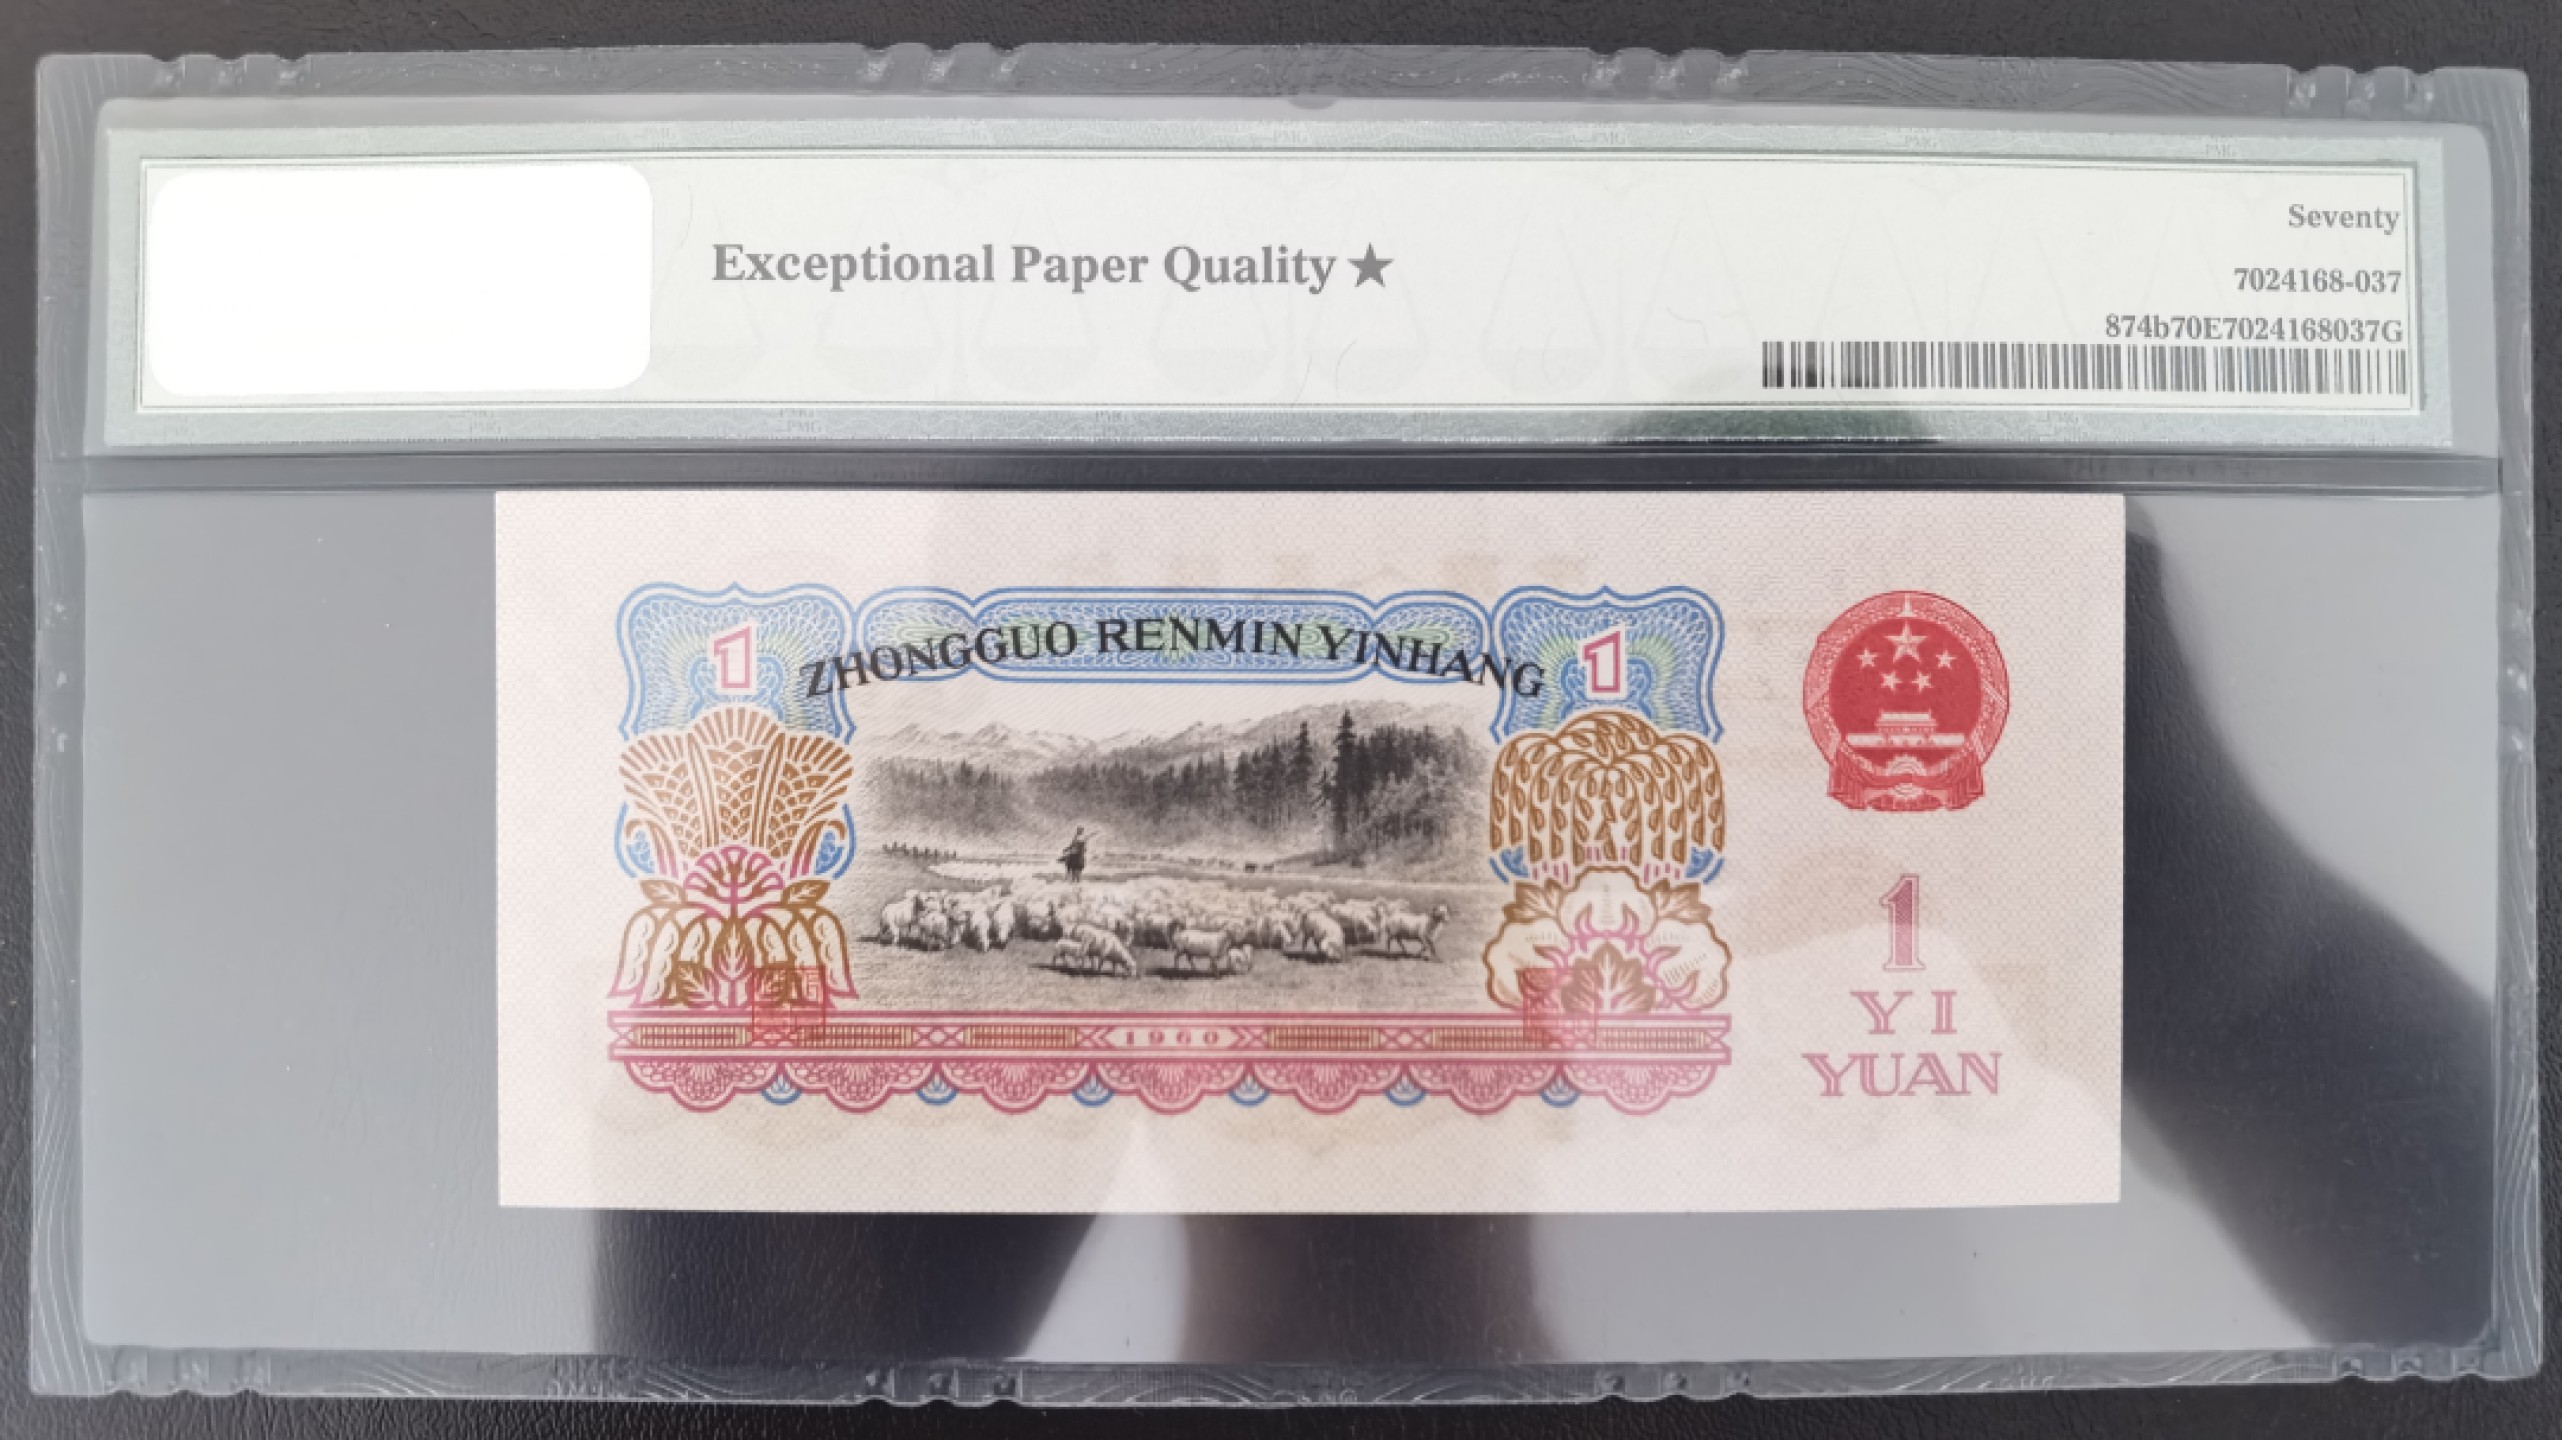 Exceptional Paper Quality ★
Seventy
7024168-037
874b70E7024168037G
1
ZHONGGUO RENMIN YINHANG
1
1
YI
YUAN
1960